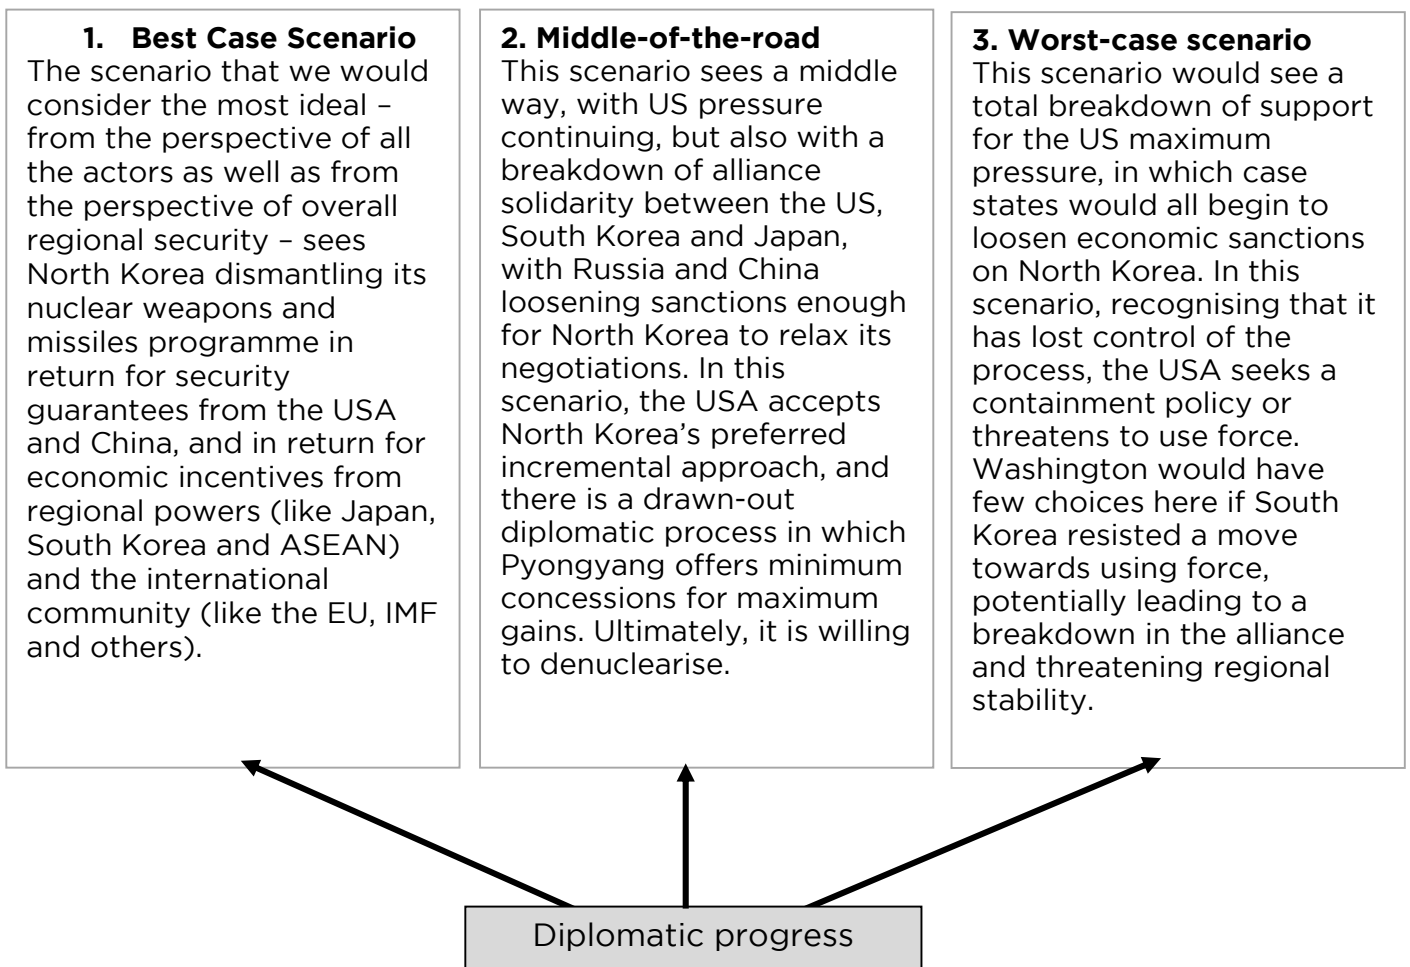 1. Best Case Scenario
The scenario that we would
consider the most ideal –
from the perspective of all
the actors as well as from
the perspective of overall
regional security – sees
North Korea dismantling its
nuclear weapons and
missiles programme in
return for security
guarantees from the USA
and China, and in return for
economic incentives from
regional powers (like Japan,
South Korea and ASEAN)
and the international
community (like the EU, IMF
and others).
2. Middle-of-the-road
This scenario sees a middle
way, with US pressure
continuing, but also with a
breakdown of alliance
solidarity between the US,
South Korea and Japan,
with Russia and China
loosening sanctions enough
for North Korea to relax its
negotiations. In this
scenario, the USA accepts
North Korea’s preferred
incremental approach, and
there is a drawn-out
diplomatic process in which
Pyongyang offers minimum
concessions for maximum
gains. Ultimately, it is willing
to denuclearise.
3. Worst-case scenario
This scenario would see a
total breakdown of support
for the US maximum
pressure, in which case
states would all begin to
loosen economic sanctions
on North Korea. In this
scenario, recognising that it
has lost control of the
process, the USA seeks a
containment policy or
threatens to use force.
Washington would have
few choices here if South
Korea resisted a move
towards using force,
potentially leading to a
breakdown in the alliance
and threatening regional
stability.
Diplomatic progress